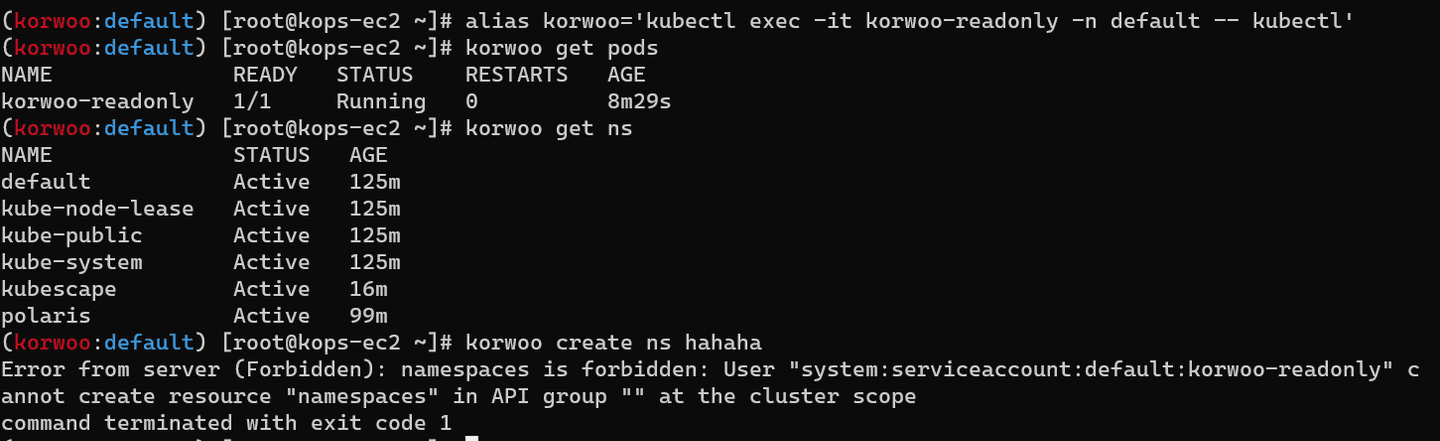 (korwoo:default) [root@kops-ec2 ~]# alias korwoo='kubectl exec -it korwoo-readonly -n default -- kubectl'
(korwoo:default) [root@kops-ec2 ~]# korwoo get pods
NAME              READY   STATUS    RESTARTS   AGE
korwoo-readonly   1/1     Running   0          8m29s
(korwoo:default) [root@kops-ec2 ~]# korwoo get ns
NAME              STATUS   AGE
default           Active   125m
kube-node-lease   Active   125m
kube-public       Active   125m
kube-system       Active   125m
kubescape         Active   16m
polaris           Active   99m
(korwoo:default) [root@kops-ec2 ~]# korwoo create ns hahaha
Error from server (Forbidden): namespaces is forbidden: User "system:serviceaccount:default:korwoo-readonly" c
annot create resource "namespaces" in API group "" at the cluster scope
command terminated with exit code 1